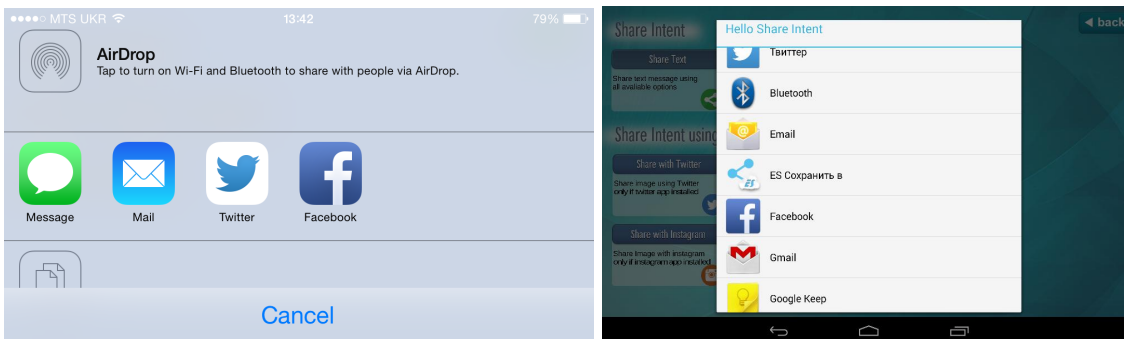 MTS UKR 13:42 79%
AirDrop
Tap to turn on Wi-Fi and Bluetooth to share with people via AirDrop.
Message Mail Twitter Facebook
Cancel
Share Intent
Share Text
Share text message using
all available options
Share Intent using
Share with Twitter
Share image using Twitter
only if twitter app installed
Share with Instagram
Share Image with instagram
only if instagram app installed
back
Hello Share Intent
Твиттер
Bluetooth
Email
ES Сохранить в
Facebook
Gmail
Google Keep